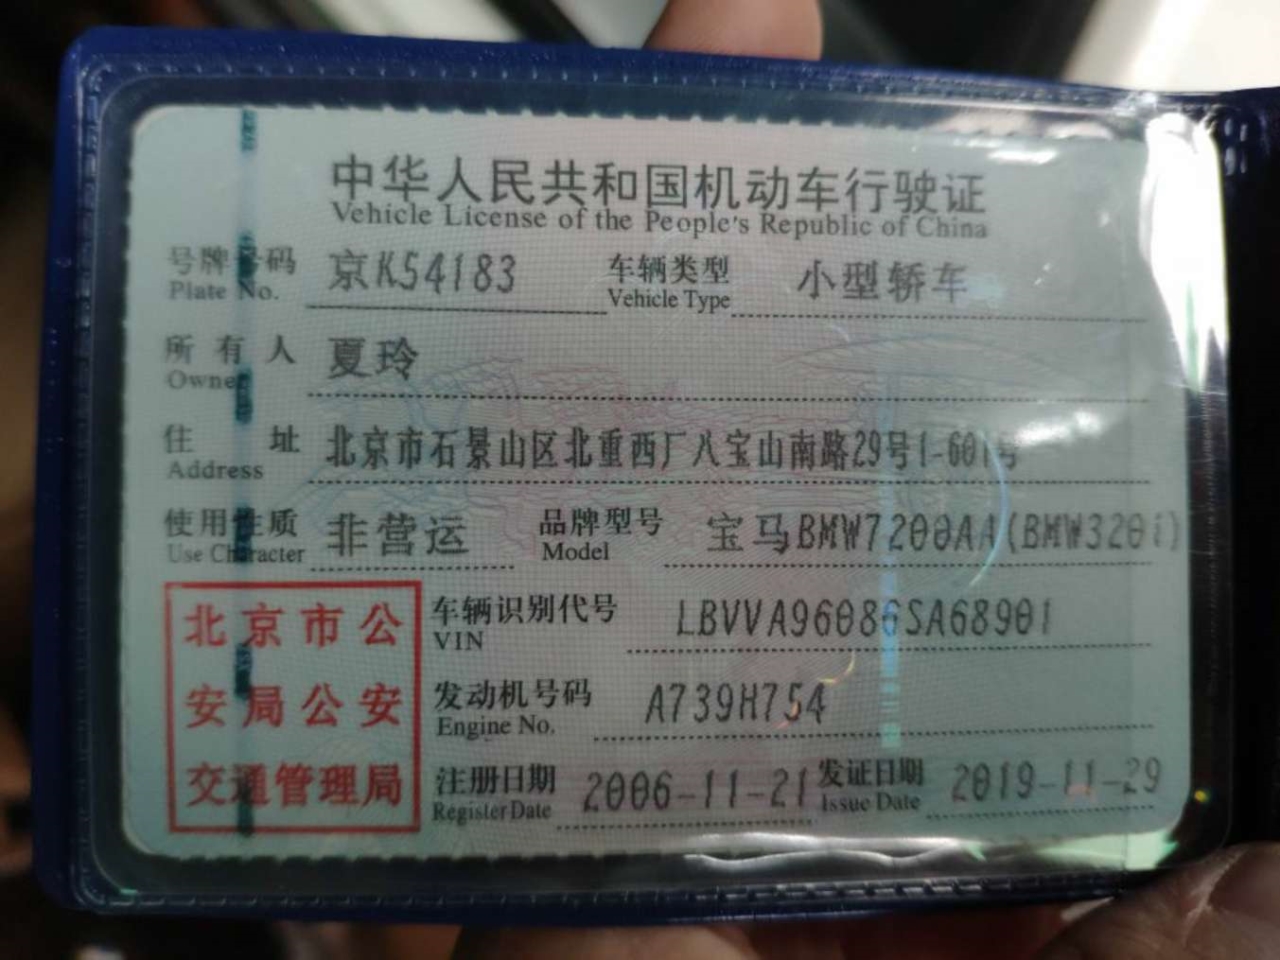 中华人民共和国机动车行驶证
Vehicle License of the People's Republic of China
号牌号码 京K54183 车辆类型 小型轿车
Plate No. Vehicle Type
所有人 夏玲
Owner
住址 北京市石景山区北重西厂八宝山南路29号1-601号
Address
使用性质 非营运 品牌型号 宝马BMW7200AA(BMW320i)
Use Character Model
北京市公
安局公安
交通管理局
车辆识别代号 LBVVA96086SA68901
VIN
发动机号码 A739H754
Engine No.
注册日期 2006-11-21 发证日期 2019-11-29
Register Date Issue Date